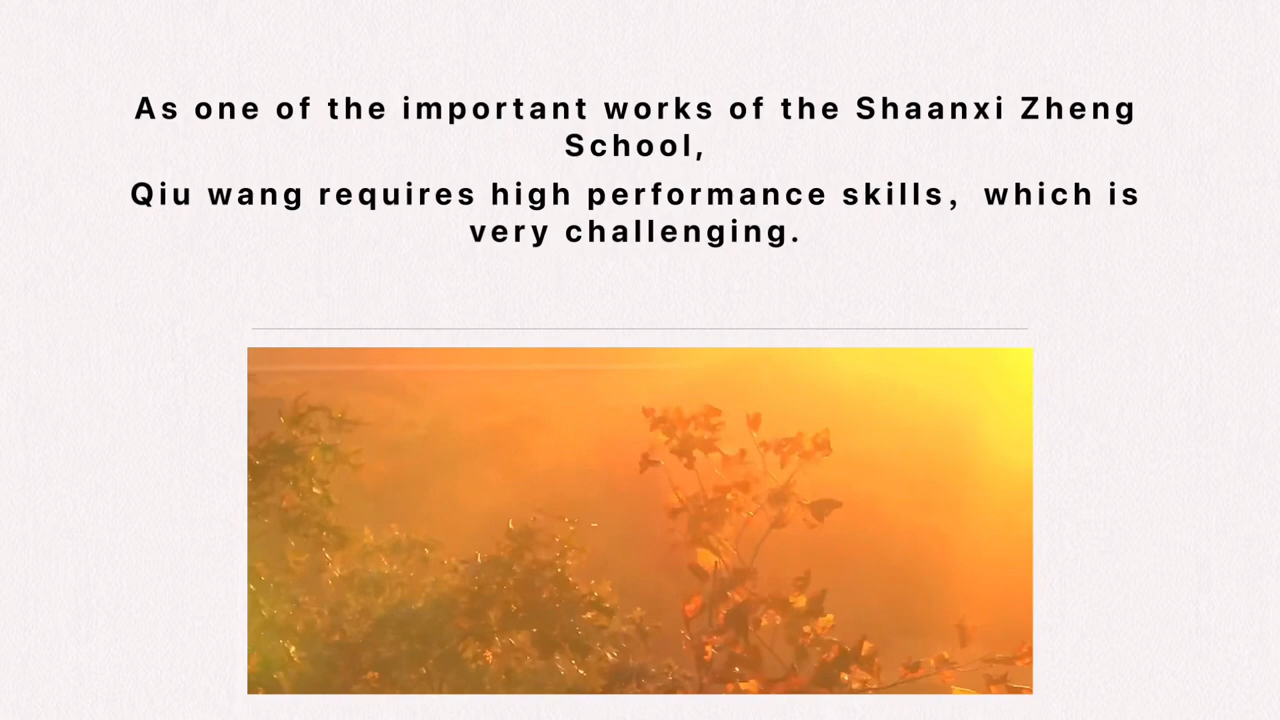 As one of the important works of the Shaanxi Zheng
School,
Qiu wang requires high performance skills，which is
very challenging.